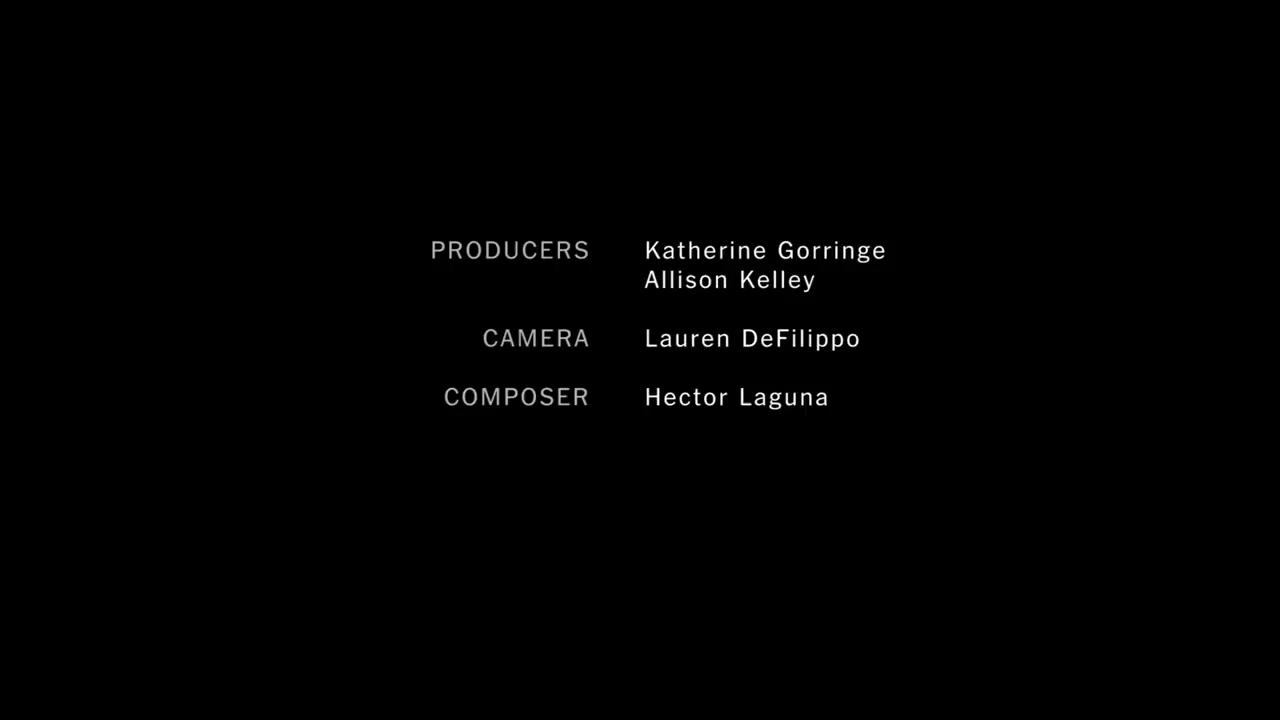 PRODUCERS Katherine Gorringe
Allison Kelley
CAMERA Lauren DeFilippo
COMPOSER Hector Laguna